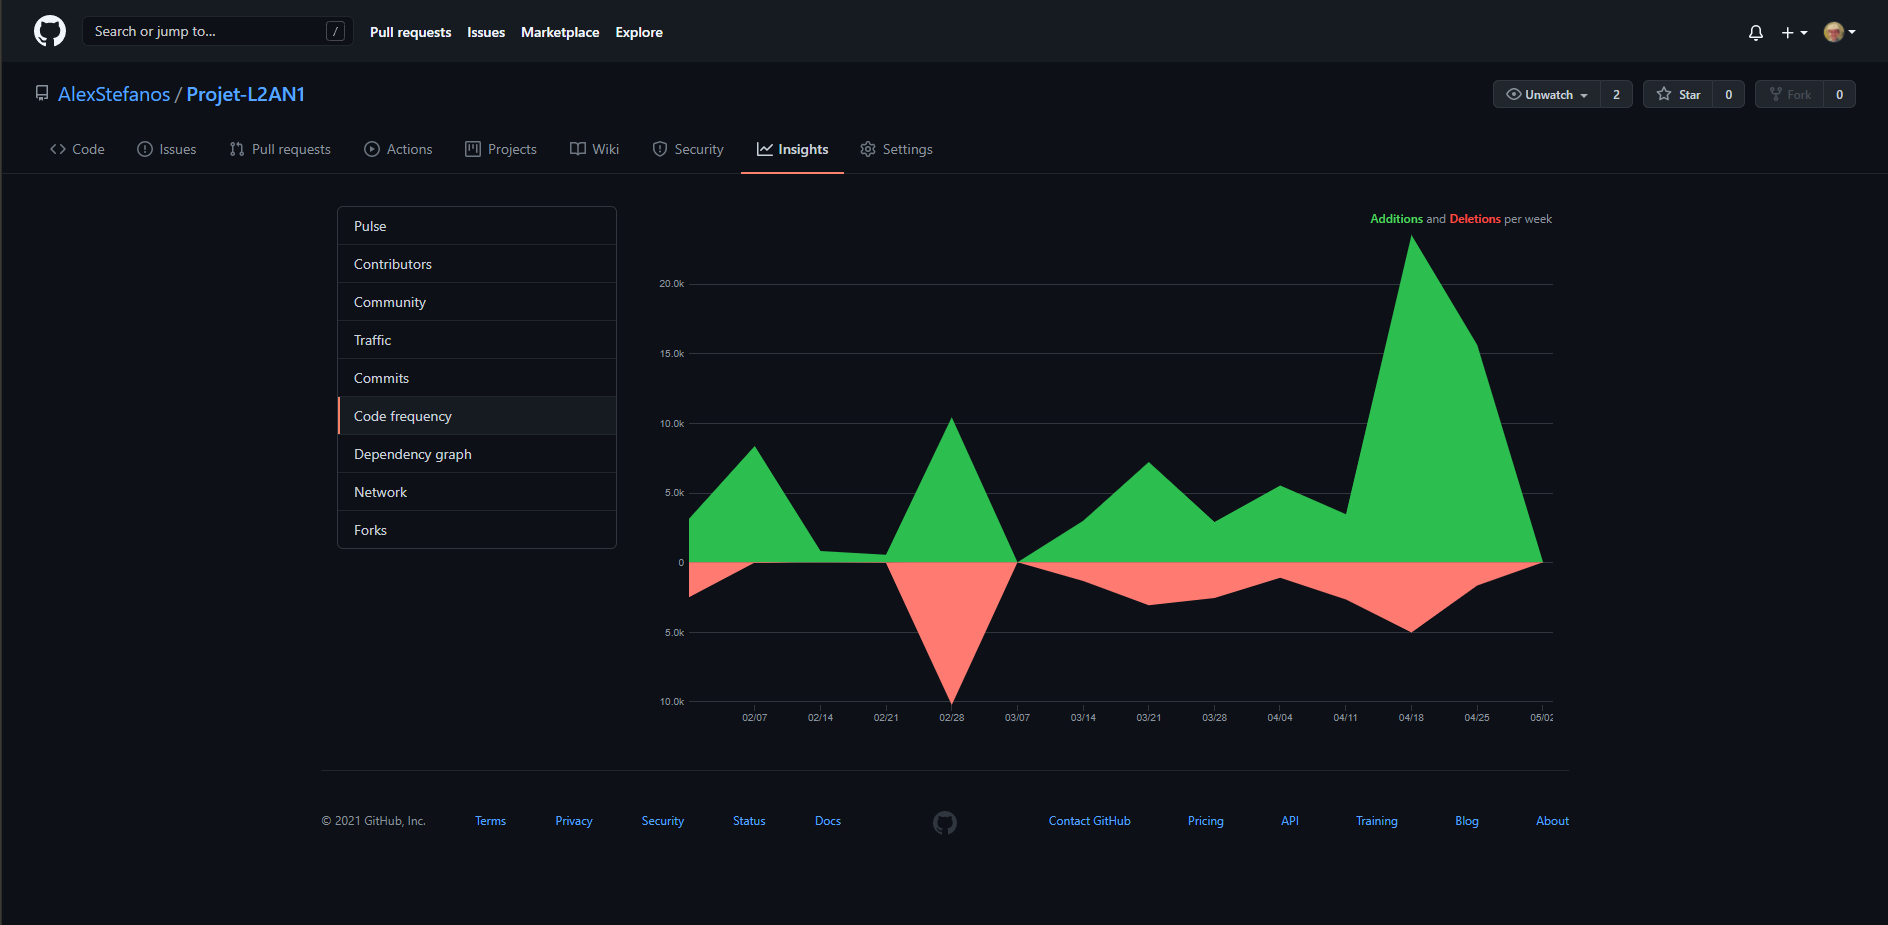 Search or jump to... /
Pull requests Issues Marketplace Explore
AlexStefanos / Projet-L2AN1
Unwatch 2 Star 0 Fork 0
Code Issues Pull requests Actions Projects Wiki Security Insights Settings
Pulse
Contributors
Community
Traffic
Commits
Code frequency
Dependency graph
Network
Forks
Additions and Deletions per week
20.0k
15.0k
10.0k
5.0k
0
5.0k
10.0k
02/07 02/14 02/21 02/28 03/07 03/14 03/21 03/28 04/04 04/11 04/18 04/25 05/02
© 2021 GitHub, Inc. Terms Privacy Security Status Docs Contact GitHub Pricing API Training Blog About